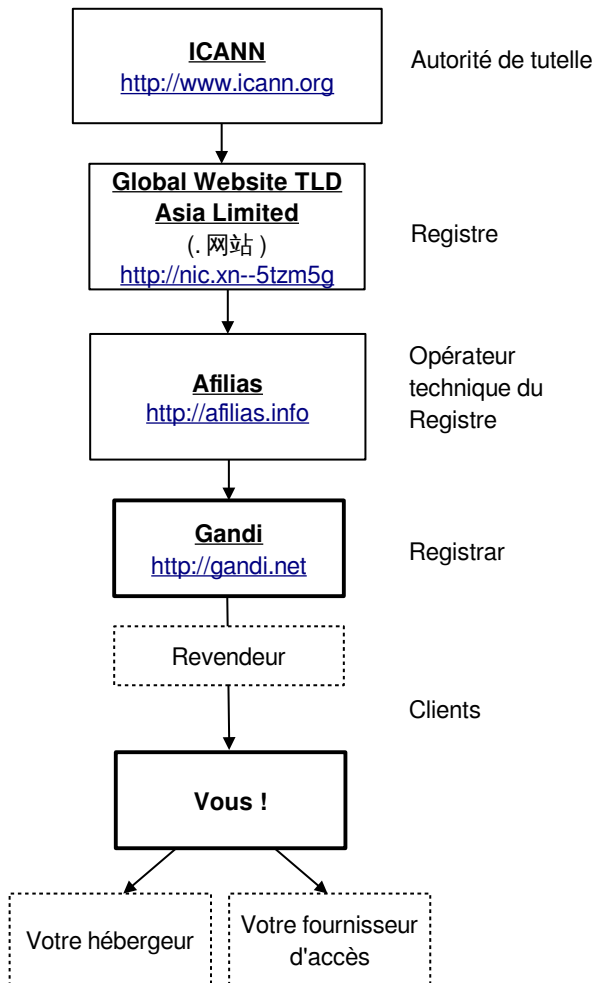 ICANN
http://www.icann.org
Autorité de tutelle
Global Website TLD
Asia Limited
(. 网站 )
http://nic.xn--5tzm5g
Registre
Afilias
http://afilias.info
Opérateur
technique du
Registre
Gandi
http://gandi.net
Registrar
Revendeur
Clients
Vous !
Votre hébergeur
Votre fournisseur
d'accès